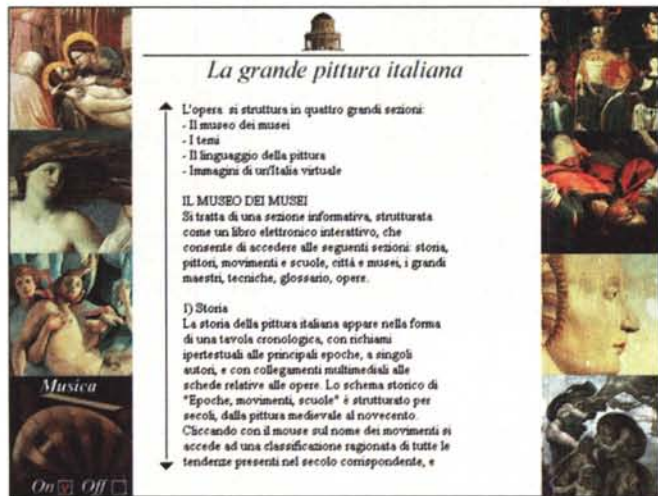 La grande pittura italiana
L'opera si struttura in quattro grandi sezioni:
- Il museo dei musei
- I temi
- Il linguaggio della pittura
- Immagini di un'Italia virtuale
IL MUSEO DEI MUSEI
Si tratta di una sezione informativa, strutturata
come un libro elettronico interattivo, che
consente di accedere alle seguenti sezioni: storia,
pittori, movimenti e scuole, città e musei, i grandi
maestri, tecniche, glossario, opere.
1) Storia
La storia della pittura italiana appare nella forma
di una tavola cronologica, con richiami
ipertestuali alle principali epoche, a singoli
autori, e con collegamenti multimediali alle
schede relative alle opere. Lo schema storico di
"Epoche, movimenti, scuole" è strutturato per
secoli, dalla pittura medievale al novecento.
Cliccando con il mouse sul nome dei movimenti si
accede ad una classificazione ragionata di tutte le
tendenze presenti nel secolo corrispondente, e
Musica
On Off